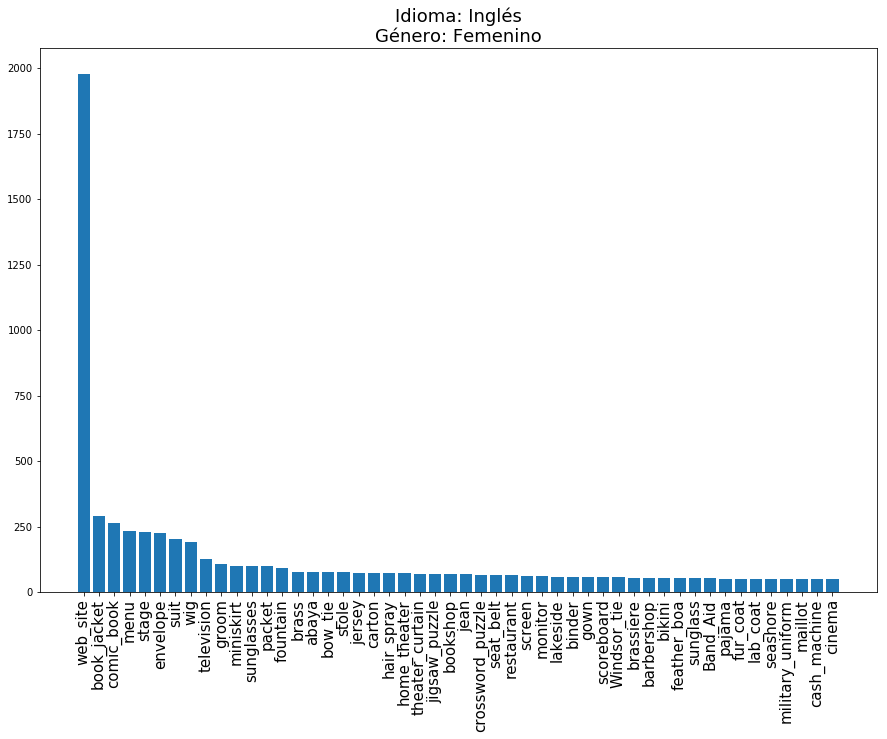 Idioma: Inglés
Género: Femenino
2000
1750
1500
1250
1000
750
500
250
0
web_site
book_jacket
comic_book
menu
stage
envelope
suit
wig
television
groom
miniskirt
sunglasses
packet
fountain
brass
abaya
bow_tie
stole
jersey
carton
hair_spray
home_theater
theater_curtain
jigsaw_puzzle
bookshop
jean
crossword_puzzle
seat_belt
restaurant
screen
monitor
lakeside
binder
gown
scoreboard
Windsor_tie
brassiere
barbershop
bikini
feather_boa
sunglass
Band_Aid
pajama
fur_coat
lab_coat
seashore
military_uniform
maillot
cash_machine
cinema